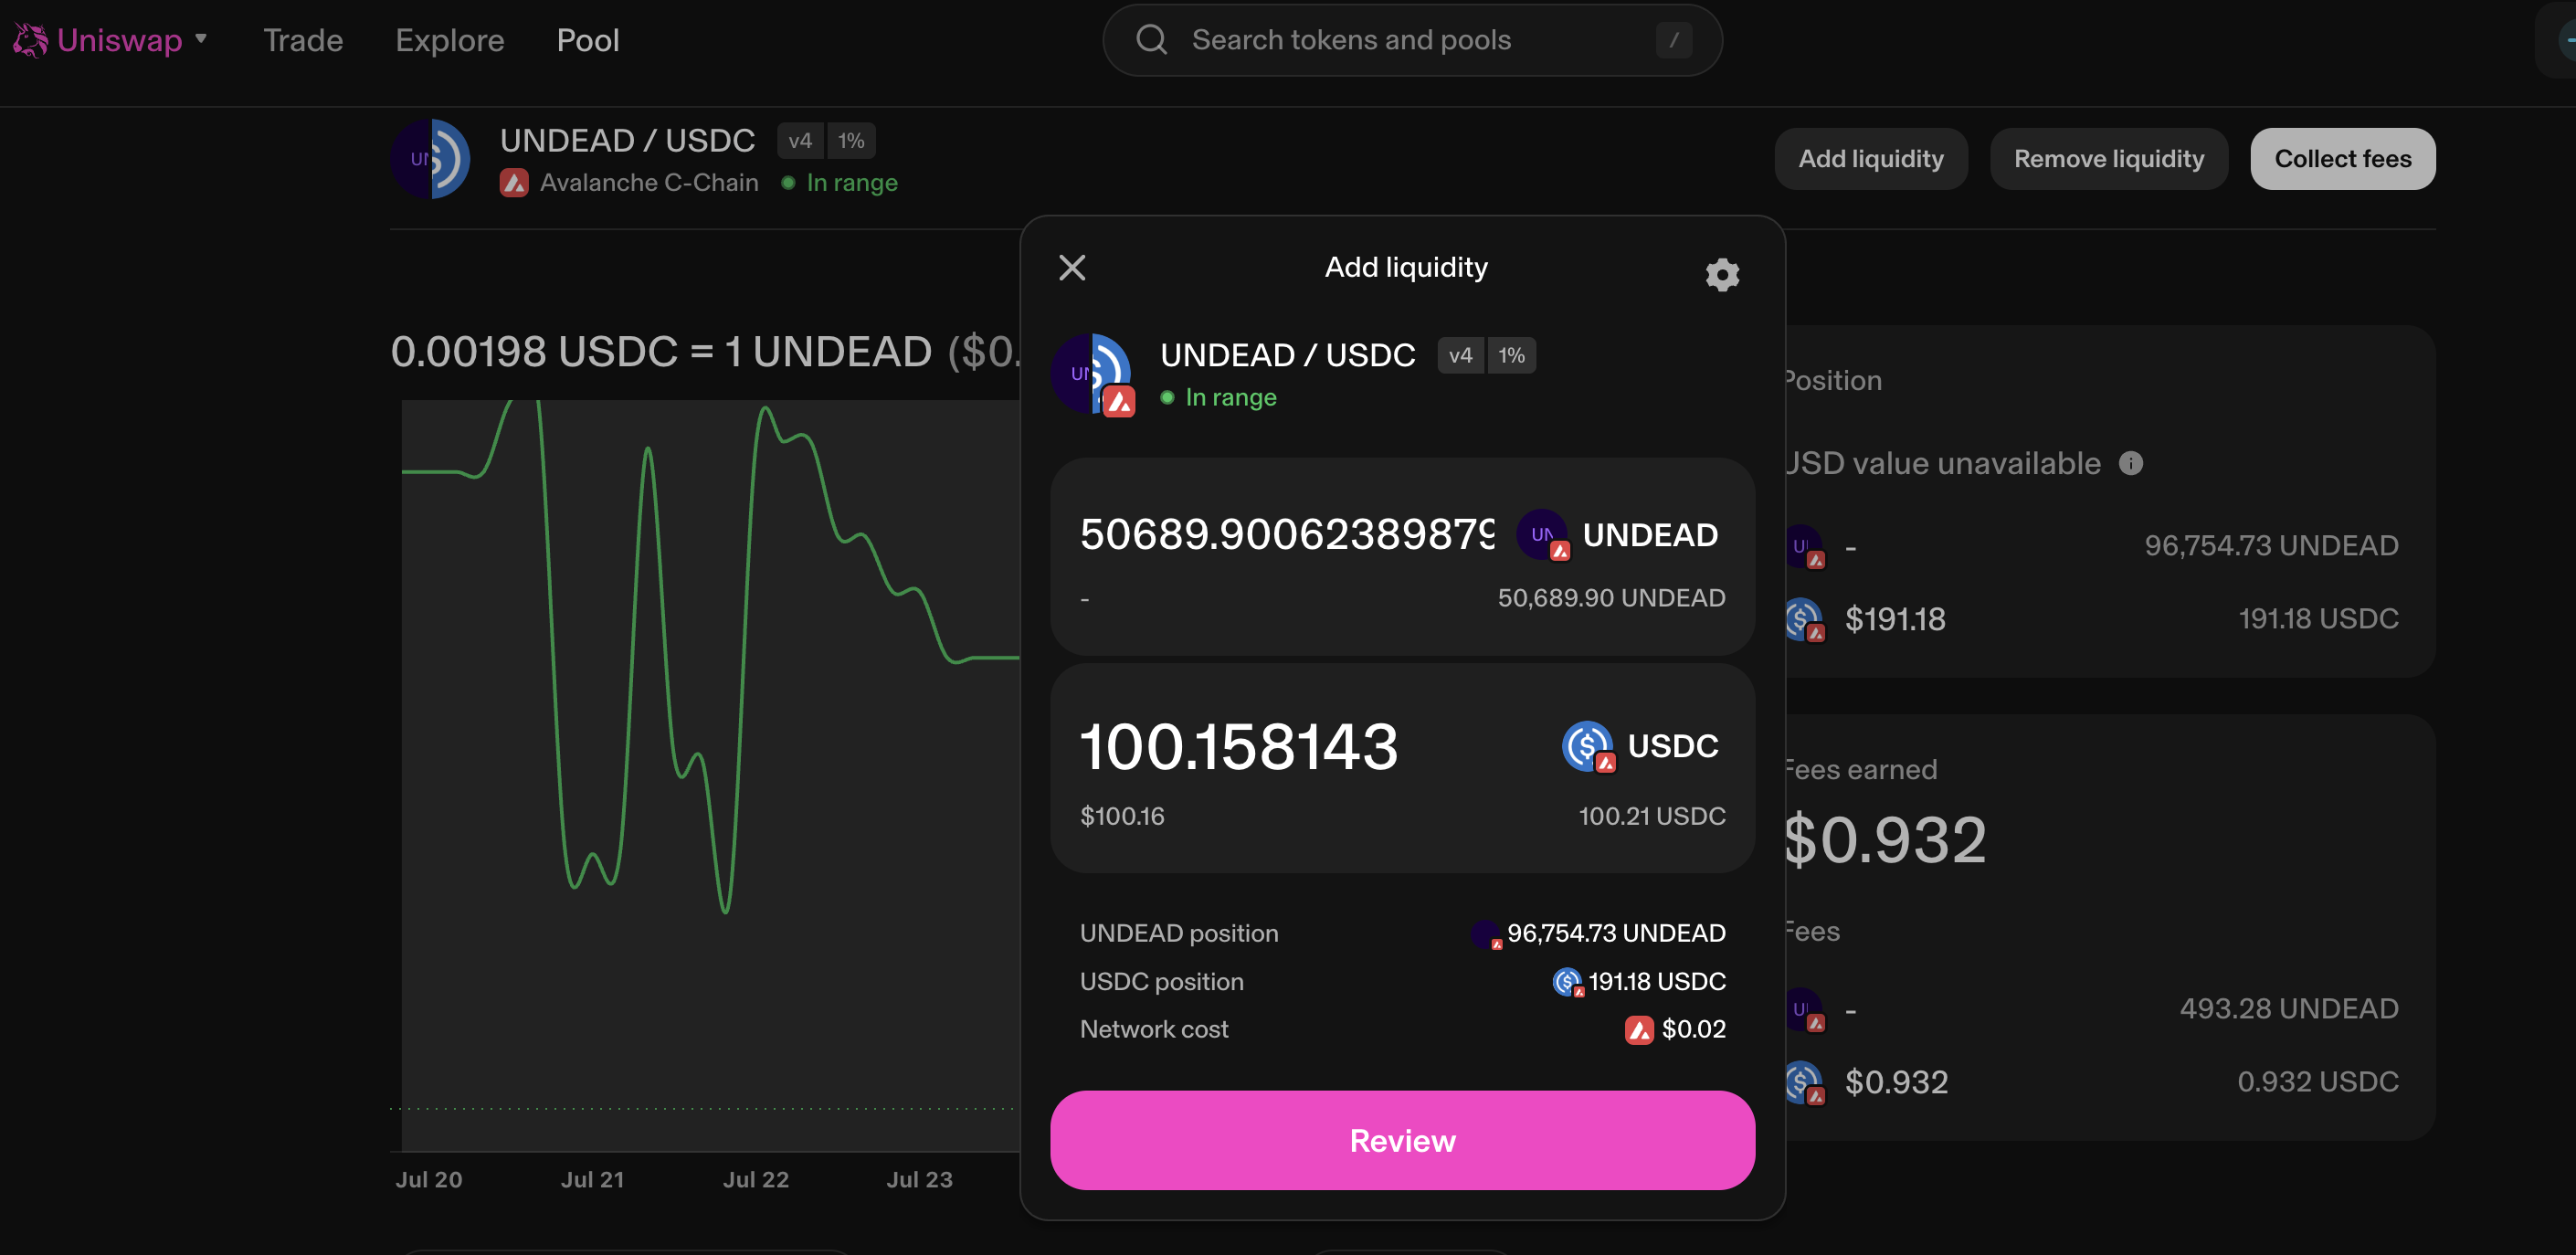 Uniswap
Trade
Explore
Pool
Search tokens and pools
/
UNDEAD / USDC
v4
1%
Avalanche C-Chain
In range
Add liquidity
Remove liquidity
Collect fees
0.00198 USDC = 1 UNDEAD ($0.
Jul 20
Jul 21
Jul 22
Jul 23
Add liquidity
UN
UNDEAD / USDC
v4
1%
In range
50689.90062389879
UN
UNDEAD
-
50,689.90 UNDEAD
100.158143
USDC
$100.16
100.21 USDC
UNDEAD position
96,754.73 UNDEAD
USDC position
191.18 USDC
Network cost
$0.02
Review
Position
USD value unavailable
-
96,754.73 UNDEAD
$191.18
191.18 USDC
Fees earned
$0.932
Fees
-
493.28 UNDEAD
$0.932
0.932 USDC